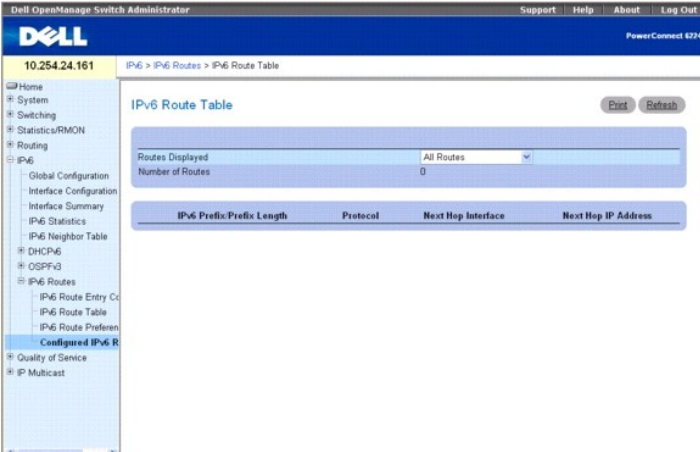 Dell OpenManage Switch Administrator
Support Help About Log Out
DELL
PowerConnect 6224
10.254.24.161
IPv6 > IPv6 Routes > IPv6 Route Table
Home
System
Switching
Statistics/RMON
Routing
IPv6
Global Configuration
Interface Configuration
Interface Summary
IPv6 Statistics
IPv6 Neighbor Table
DHCPv6
OSPFv3
IPv6 Routes
IPv6 Route Entry Co
IPv6 Route Table
IPv6 Route Preferen
Configured IPv6 R
Quality of Service
IP Multicast
IPv6 Route Table
Print Refresh
Routes Displayed All Routes
Number of Routes 0
IPv6 Prefix/Prefix Length Protocol Next Hop Interface Next Hop IP Address